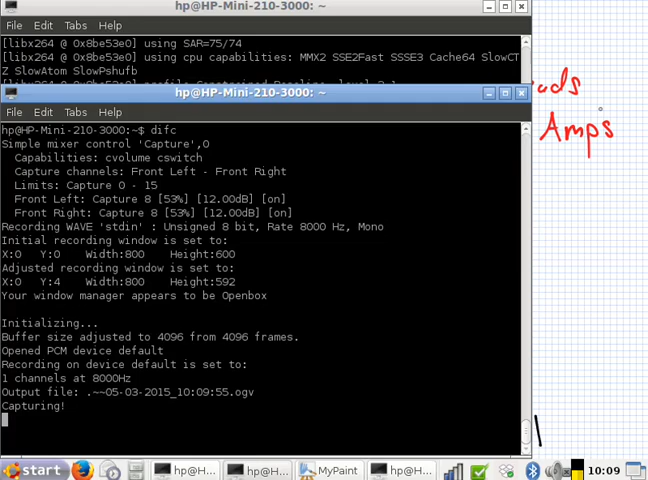 hp@HP-Mini-210-3000: ~
File Edit Tabs Help
[libx264 @ 0x8be53e0] using SAR=75/74
[libx264 @ 0x8be53e0] using cpu capabilities: MMX2 SSE2Fast SSSE3 Cache64 SlowCT
Z SlowAtom SlowPshufb
hp@HP-Mini-210-3000: ~
File Edit Tabs Help
hp@HP-Mini-210-3000:~$ difc
Simple mixer control 'Capture',0
Capabilities: cvolume cswitch
Capture channels: Front Left - Front Right
Limits: Capture 0 - 15
Front Left: Capture 8 [53%] [12.00dB] [on]
Front Right: Capture 8 [53%] [12.00dB] [on]
Recording WAVE 'stdin' : Unsigned 8 bit, Rate 8000 Hz, Mono
Initial recording window is set to:
X:0 Y:0 Width:800 Height:600
Adjusted recording window is set to:
X:0 Y:4 Width:800 Height:592
Your window manager appears to be Openbox
Initializing...
Buffer size adjusted to 4096 from 4096 frames.
Opened PCM device default
Recording on device default is set to:
1 channels at 8000Hz
Output file: .~~05-03-2015_10:09:55.ogv
Capturing!
Amps
start
hp@H...
hp@H...
MyPaint
hp@H...
10:09